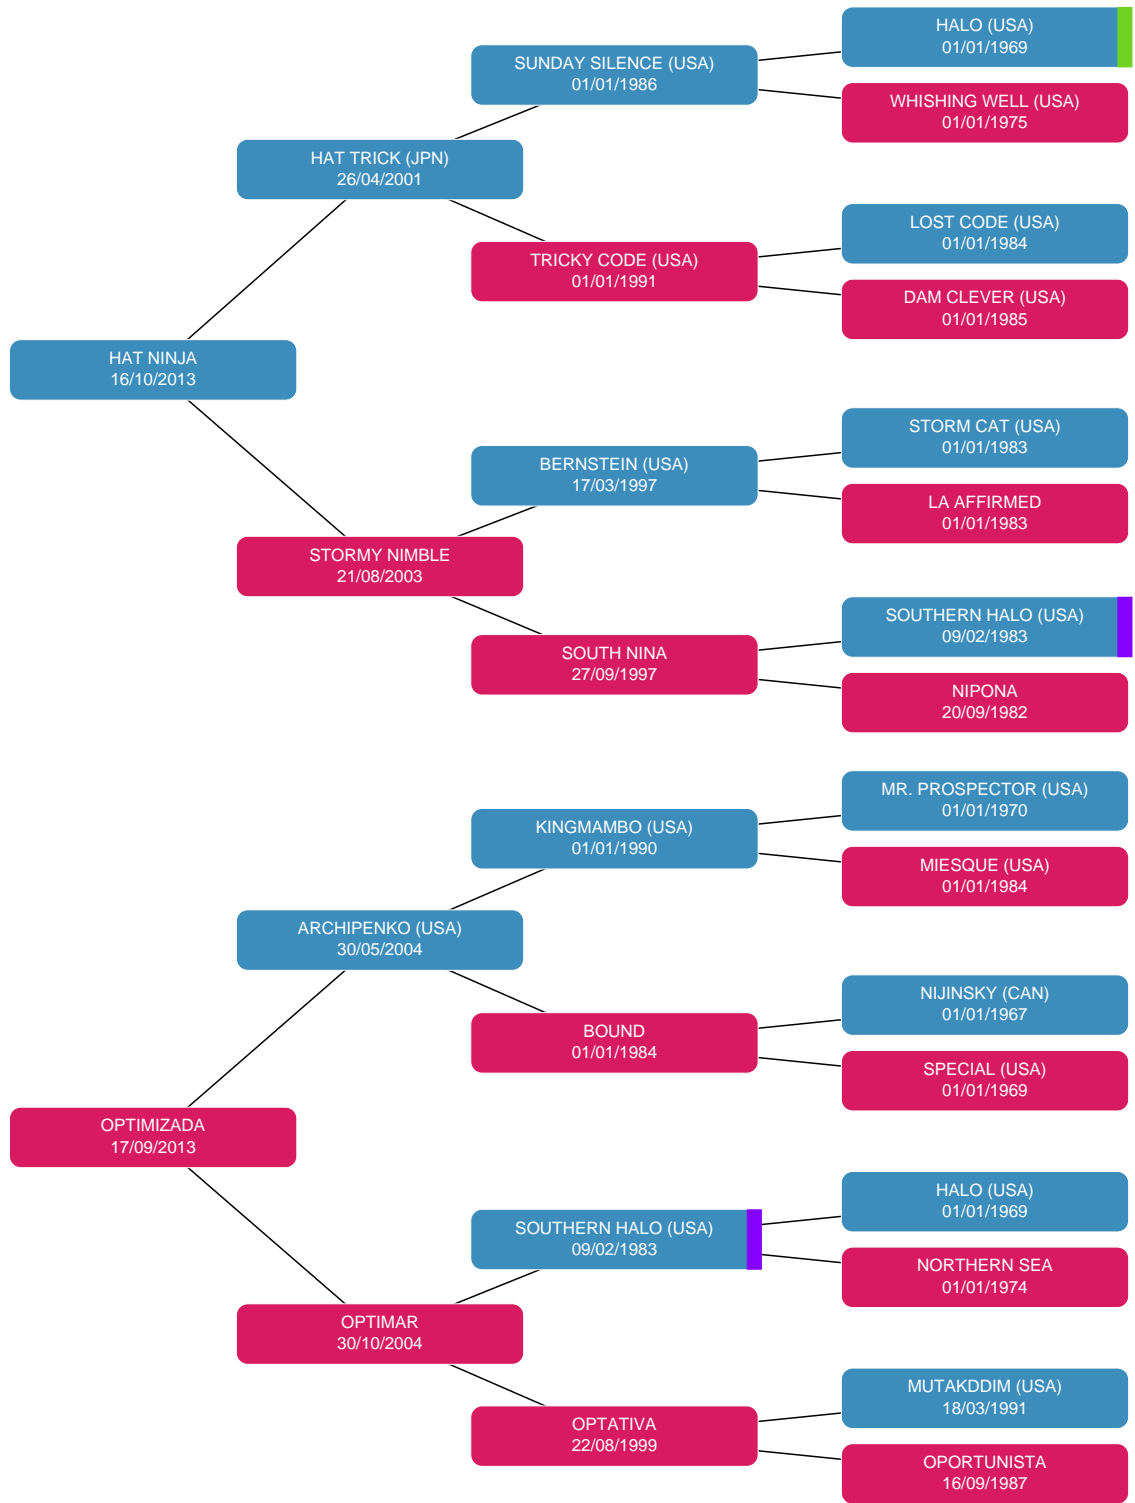 HALO (USA)
01/01/1969
SUNDAY SILENCE (USA)
01/01/1986
WHISHING WELL (USA)
01/01/1975
HAT TRICK (JPN)
26/04/2001
LOST CODE (USA)
01/01/1984
TRICKY CODE (USA)
01/01/1991
DAM CLEVER (USA)
01/01/1985
HAT NINJA
16/10/2013
STORM CAT (USA)
01/01/1983
BERNSTEIN (USA)
17/03/1997
LA AFFIRMED
01/01/1983
STORMY NIMBLE
21/08/2003
SOUTHERN HALO (USA)
09/02/1983
SOUTH NINA
27/09/1997
NIPONA
20/09/1982
MR. PROSPECTOR (USA)
01/01/1970
KINGMAMBO (USA)
01/01/1990
MIESQUE (USA)
01/01/1984
ARCHIPENKO (USA)
30/05/2004
NIJINSKY (CAN)
01/01/1967
BOUND
01/01/1984
SPECIAL (USA)
01/01/1969
OPTIMIZADA
17/09/2013
HALO (USA)
01/01/1969
SOUTHERN HALO (USA)
09/02/1983
NORTHERN SEA
01/01/1974
OPTIMAR
30/10/2004
MUTAKDDIM (USA)
18/03/1991
OPTATIVA
22/08/1999
OPORTUNISTA
16/09/1987